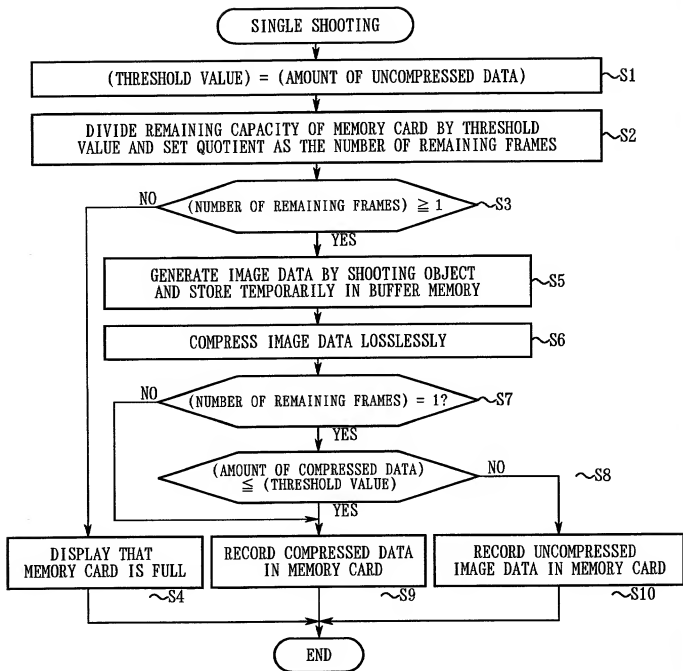 SINGLE SHOOTING
(THRESHOLD VALUE) = (AMOUNT OF UNCOMPRESSED DATA)
~S1
DIVIDE REMAINING CAPACITY OF MEMORY CARD BY THRESHOLD
VALUE AND SET QUOTIENT AS THE NUMBER OF REMAINING FRAMES
~S2
NO
(NUMBER OF REMAINING FRAMES) ≧ 1
~S3
YES
GENERATE IMAGE DATA BY SHOOTING OBJECT
AND STORE TEMPORARILY IN BUFFER MEMORY
~S5
COMPRESS IMAGE DATA LOSSLESSLY
~S6
NO
(NUMBER OF REMAINING FRAMES) = 1?
~S7
YES
(AMOUNT OF COMPRESSED DATA)
≦ (THRESHOLD VALUE)
NO
~S8
YES
DISPLAY THAT
MEMORY CARD IS FULL
~S4
RECORD COMPRESSED DATA
IN MEMORY CARD
~S9
RECORD UNCOMPRESSED
IMAGE DATA IN MEMORY CARD
~S10
END